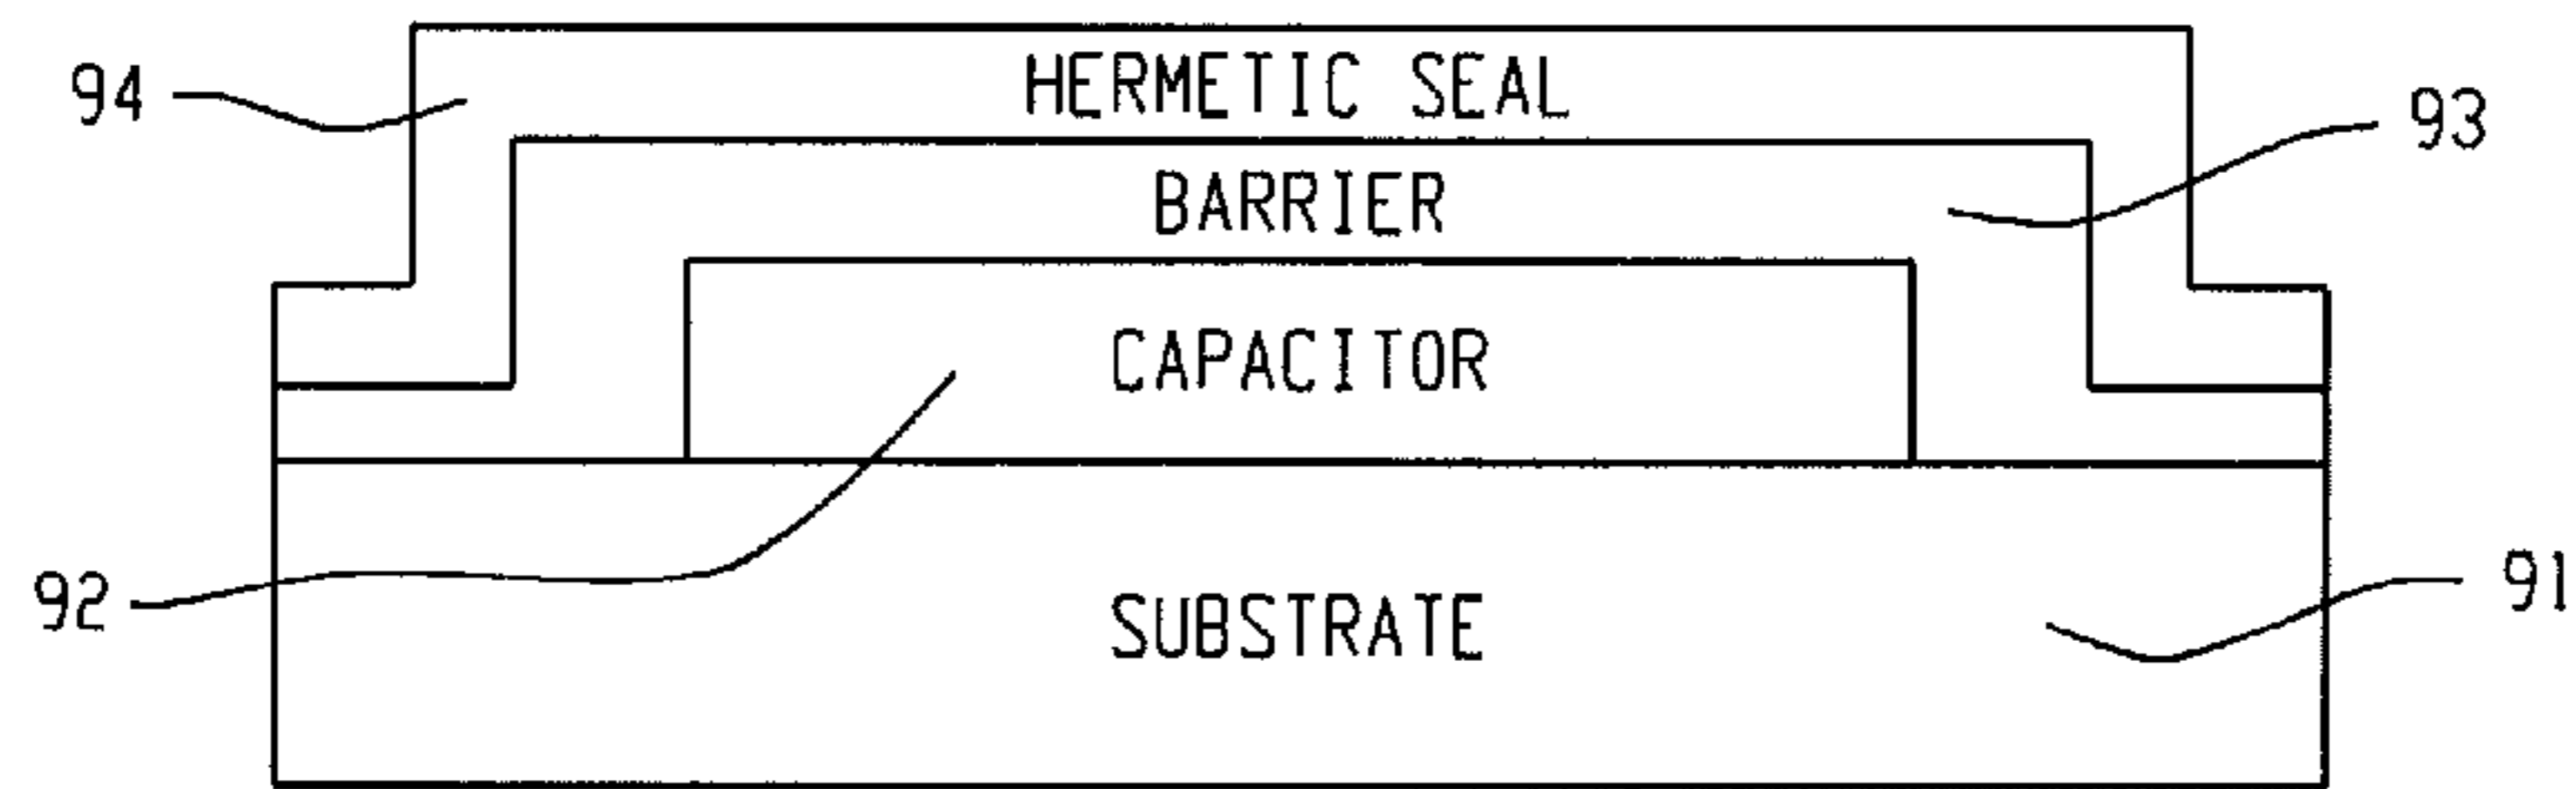 94 HERMETIC SEAL
93
BARRIER
CAPACITOR
92 SUBSTRATE 91